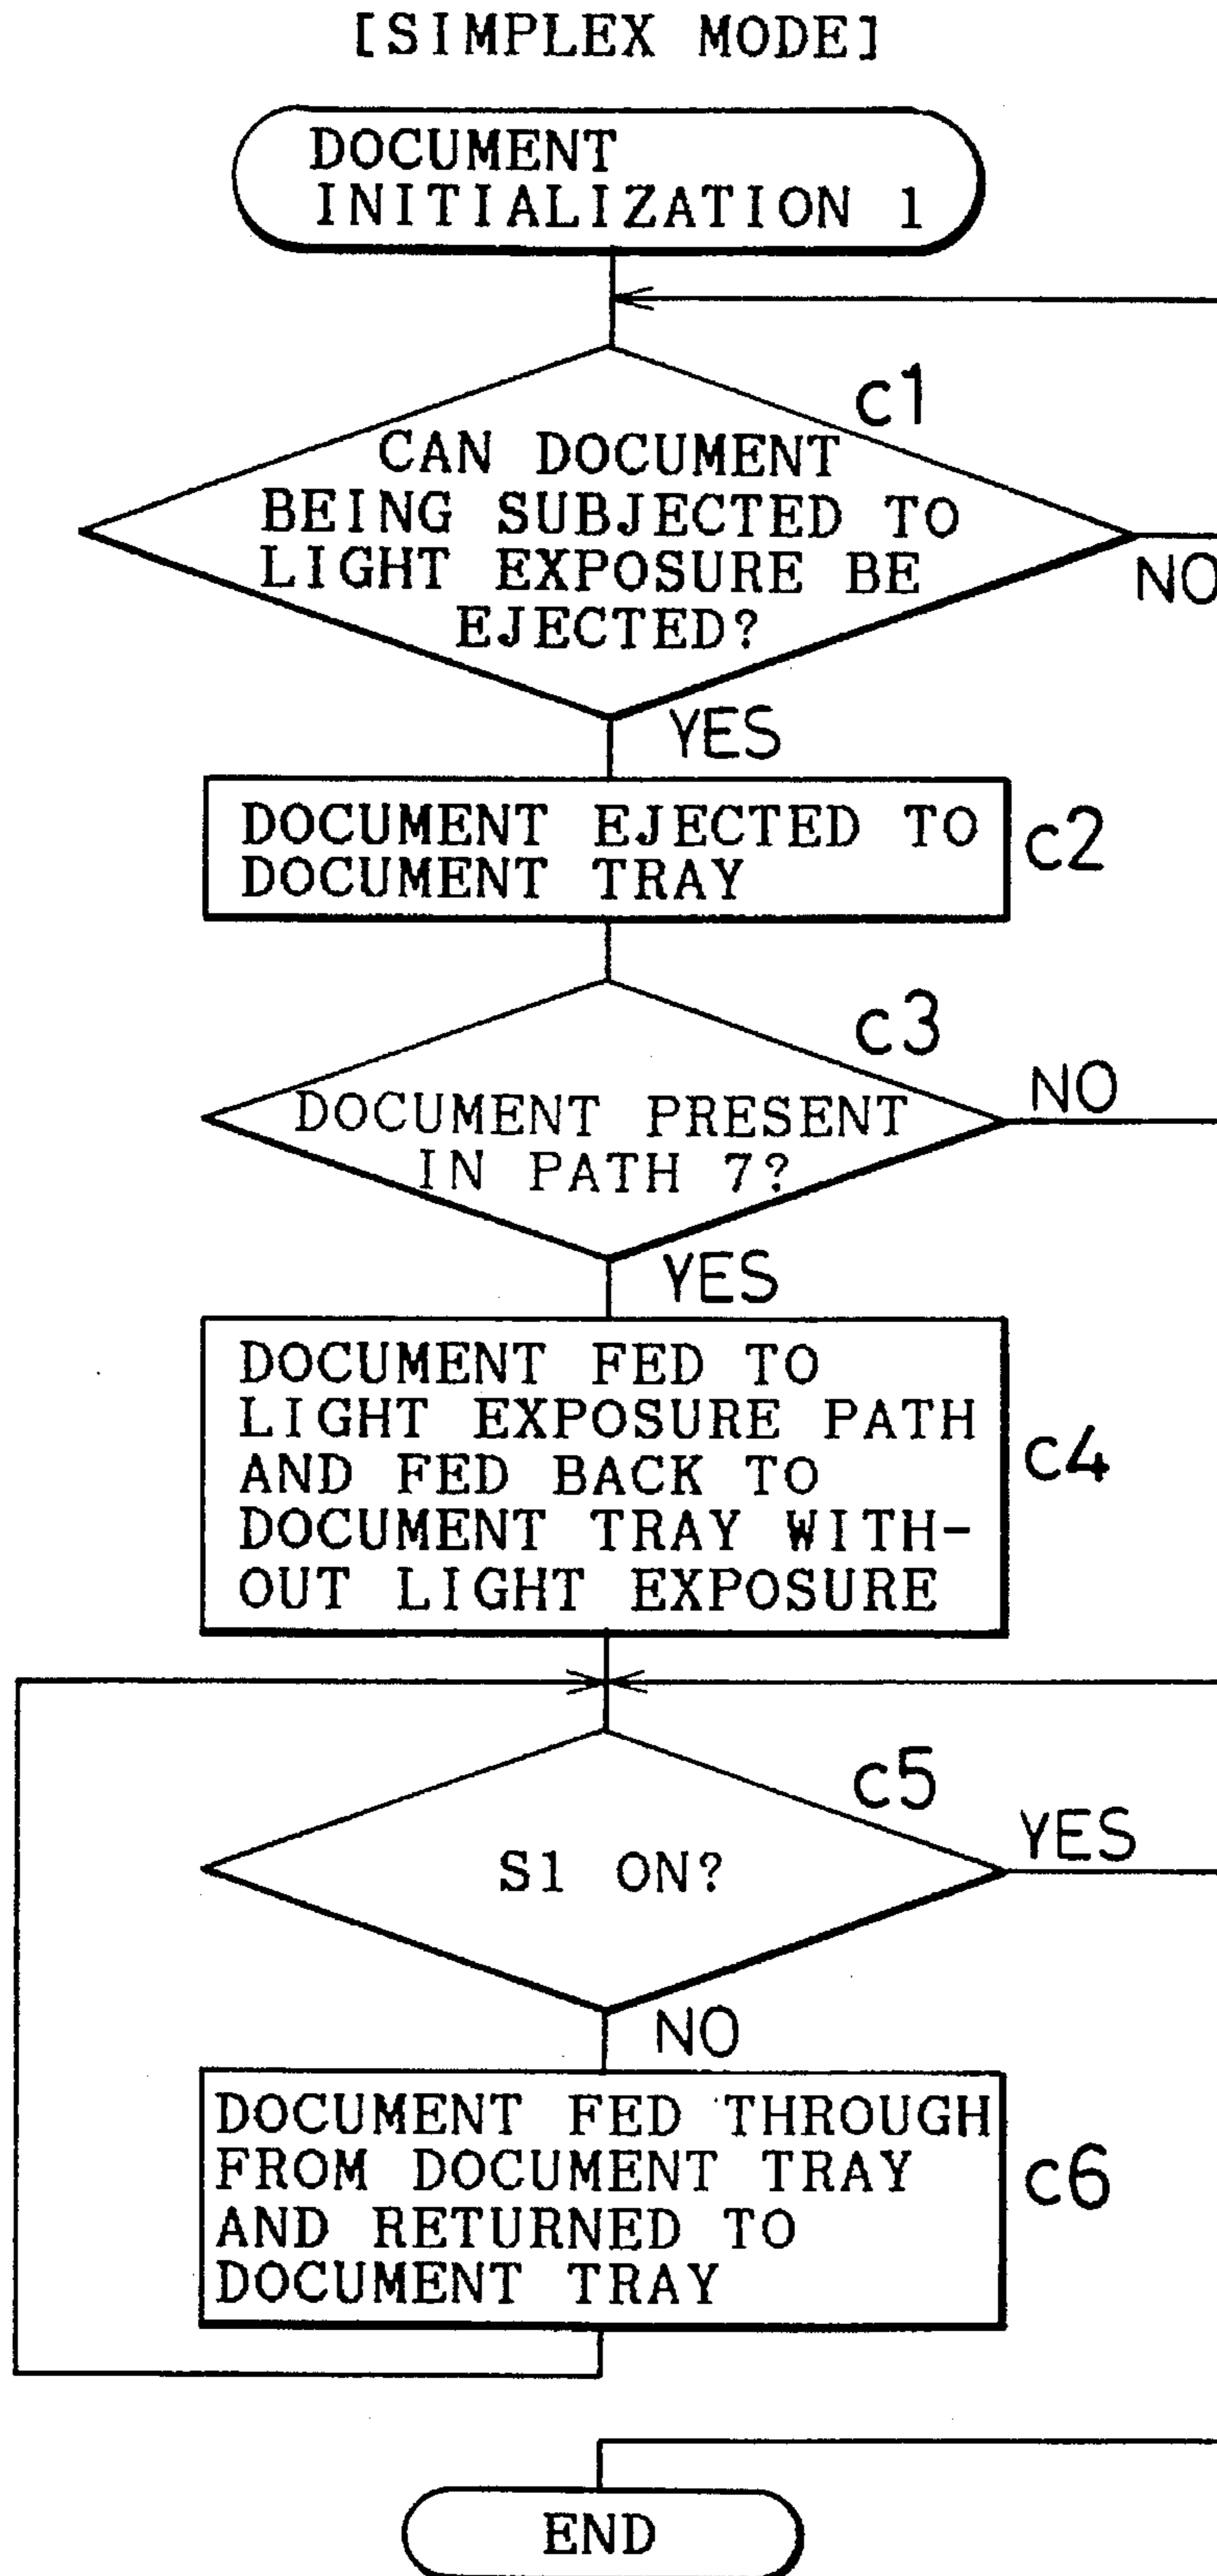 [SIMPLEX MODE]
DOCUMENT
INITIALIZATION 1
c1
CAN DOCUMENT
BEING SUBJECTED TO
LIGHT EXPOSURE BE
EJECTED?
NO
YES
DOCUMENT EJECTED TO
DOCUMENT TRAY
c2
c3
NO
DOCUMENT PRESENT
IN PATH 7?
YES
DOCUMENT FED TO
LIGHT EXPOSURE PATH
AND FED BACK TO
DOCUMENT TRAY WITH-
OUT LIGHT EXPOSURE
c4
c5
YES
S1 ON?
NO
DOCUMENT FED THROUGH
FROM DOCUMENT TRAY
AND RETURNED TO
DOCUMENT TRAY
c6
END